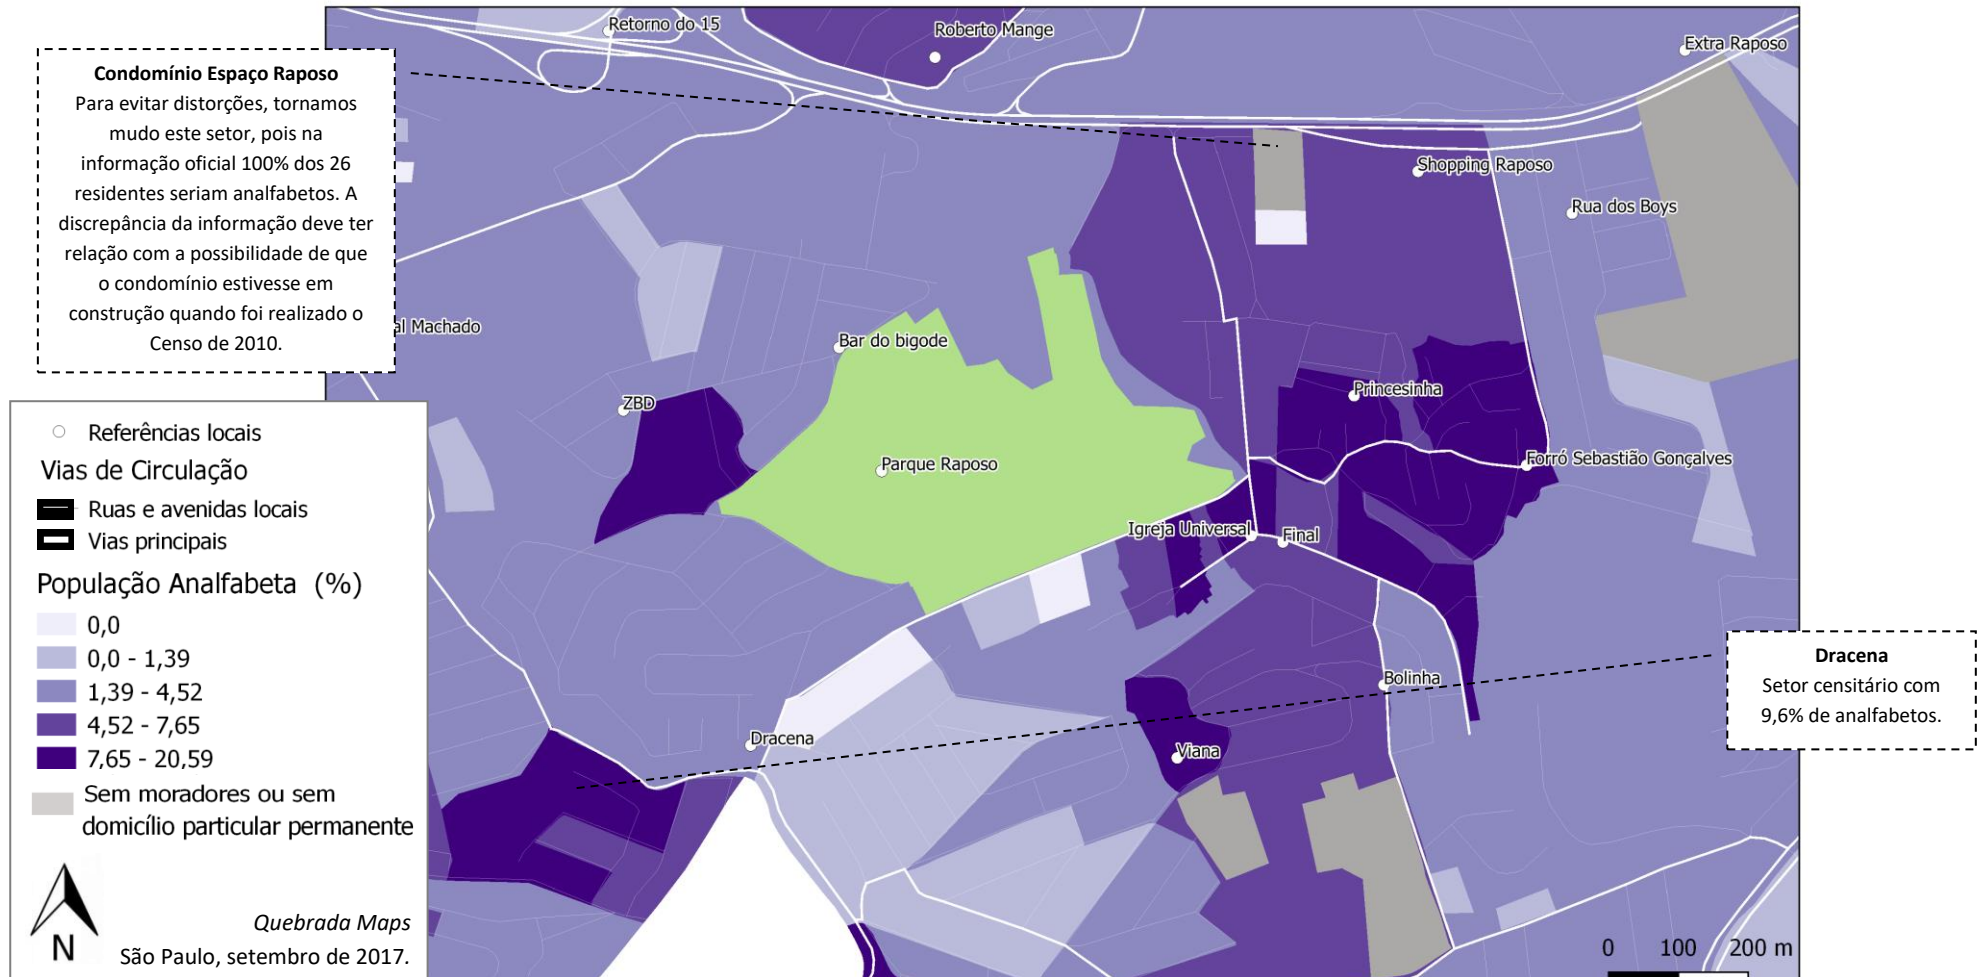 Retorno do 15
Roberto Mange
Extra Raposo
Condomínio Espaço Raposo
Para evitar distorções, tornamos
mudo este setor, pois na
informação oficial 100% dos 26
residentes seriam analfabetos. A
discrepância da informação deve ter
relação com a possibilidade de que
o condomínio estivesse em
construção quando foi realizado o
Censo de 2010.
Shopping Raposo
Rua dos Boys
al Machado
Bar do bigode
Princesinha
ZBD
Parque Raposo
Forró Sebastião Gonçalves
Igreja Universal
Final
Bolinha
Dracena
Viana
Dracena
Setor censitário com
9,6% de analfabetos.
Referências locais
Vias de Circulação
Ruas e avenidas locais
Vias principais
População Analfabeta (%)
0,0
0,0 - 1,39
1,39 - 4,52
4,52 - 7,65
7,65 - 20,59
Sem moradores ou sem
domicílio particular permanente
N
Quebrada Maps
São Paulo, setembro de 2017.
0 100 200 m